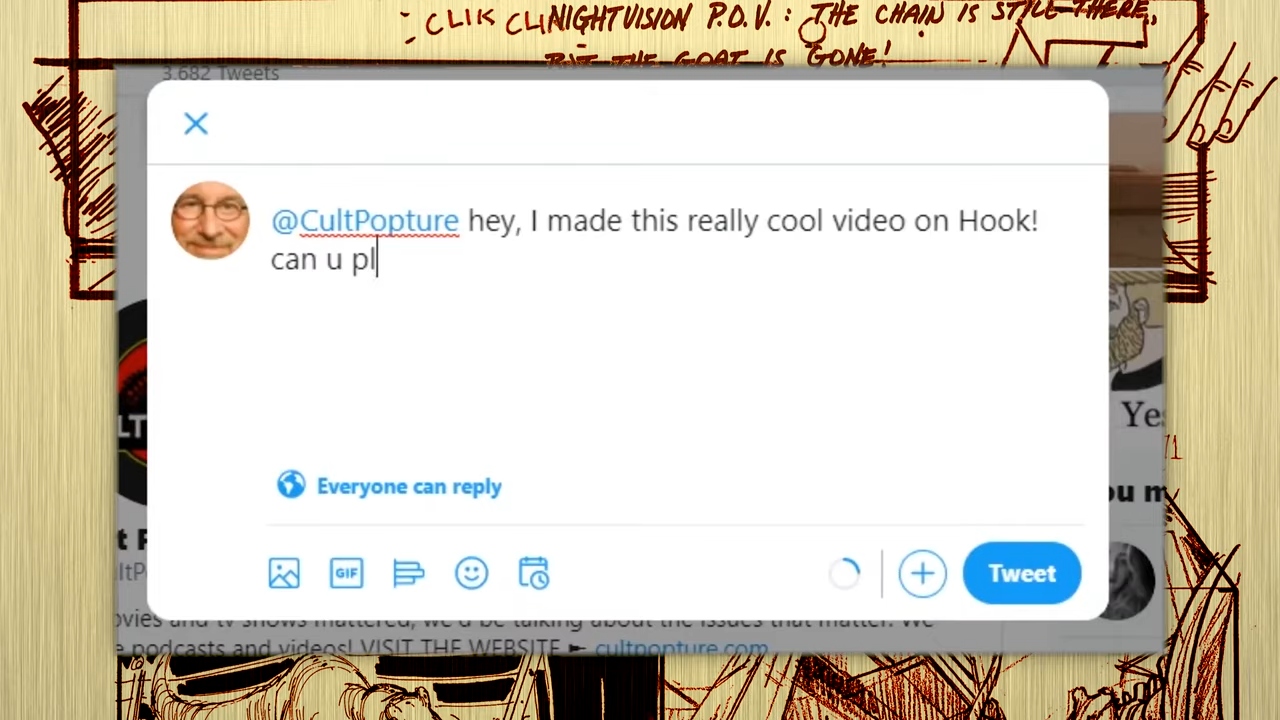 CLIK CLI
NIGHTVISION P.O.V. : THE CHAIN IS STILL THERE,
BUT THE GOAT IS GONE!
3,682 Tweets
@CultPopture hey, I made this really cool video on Hook!
can u pl
Yes
Everyone can reply
GIF
Tweet
ovies and tv shows mattered, we'd be talking about the issues that matter. We
e podcasts and videos! VISIT THE WEBSITE ► cultpopture.com